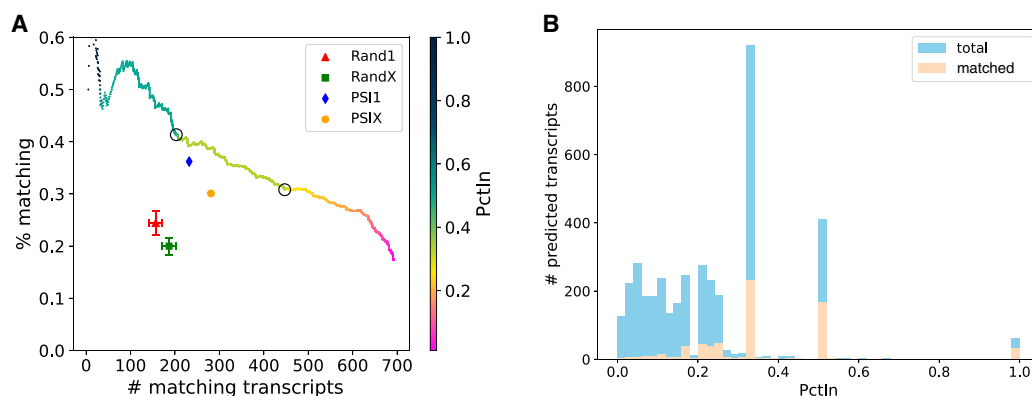 A
% matching
0.6
0.5
0.4
0.3
0.2
0.1
0.0
0 100 200 300 400 500 600 700
# matching transcripts
Rand1
RandX
PSI1
PSIX
1.0
0.8
0.6
0.4
0.2
PctIn
B
# predicted transcripts
800
600
400
200
0
0.0 0.2 0.4 0.6 0.8 1.0
PctIn
total
matched